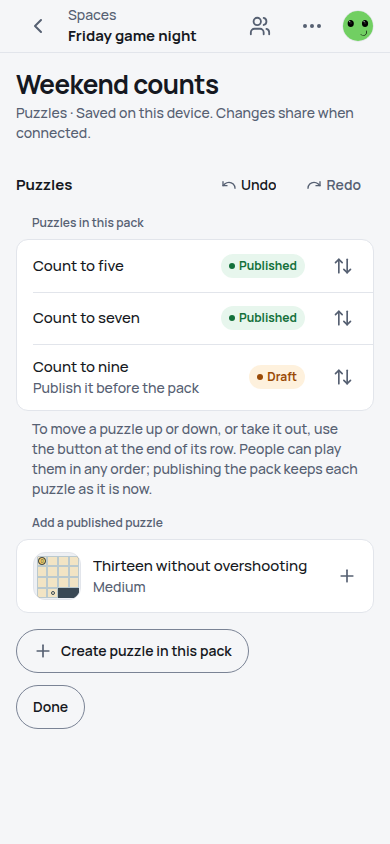 Spaces
Friday game night
Weekend counts
Puzzles · Saved on this device. Changes share when
connected.
Puzzles
Undo
Redo
Puzzles in this pack
Count to five
Published
Count to seven
Published
Count to nine
Publish it before the pack
Draft
To move a puzzle up or down, or take it out, use
the button at the end of its row. People can play
them in any order; publishing the pack keeps each
puzzle as it is now.
Add a published puzzle
Thirteen without overshooting
Medium
Create puzzle in this pack
Done